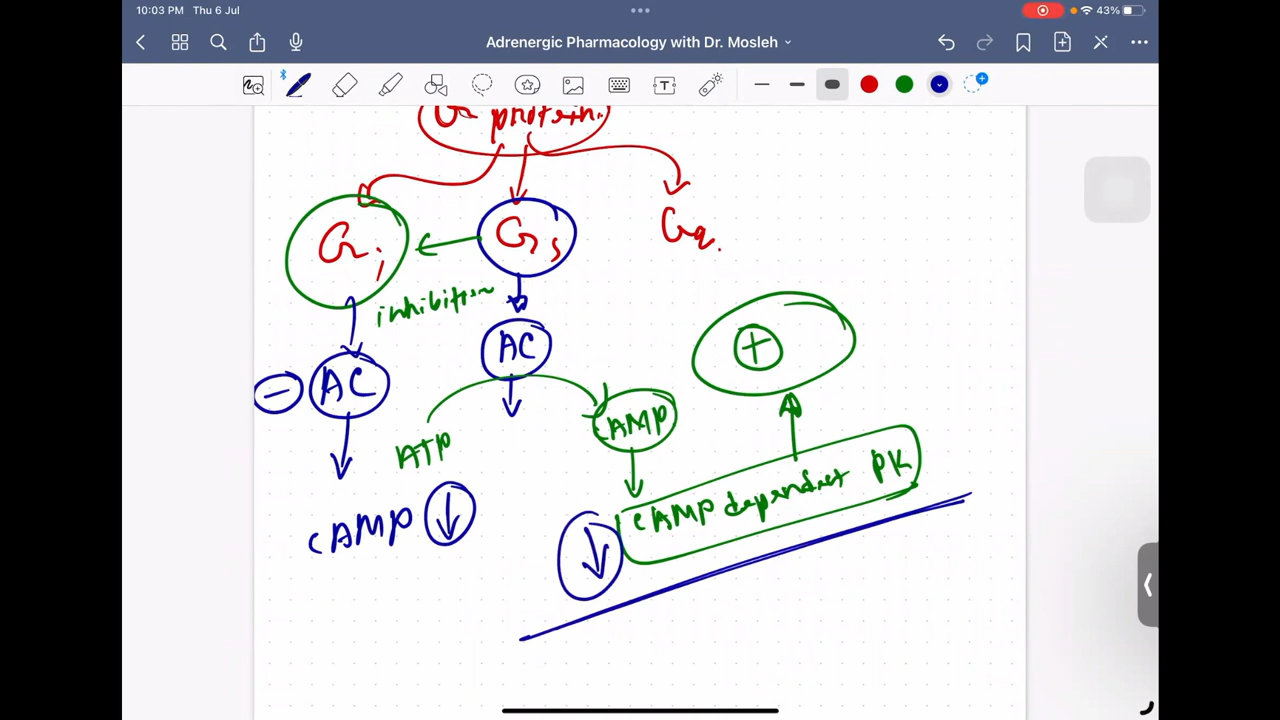 10:03 PM Thu 6 Jul
43%
Adrenergic Pharmacology with Dr. Mosleh
T
G protein.
Gi
Gs
Gq.
inhibition
AC
+
- AC
ATP
cAMP
cAMP dependent PK
cAMP ↓
↓